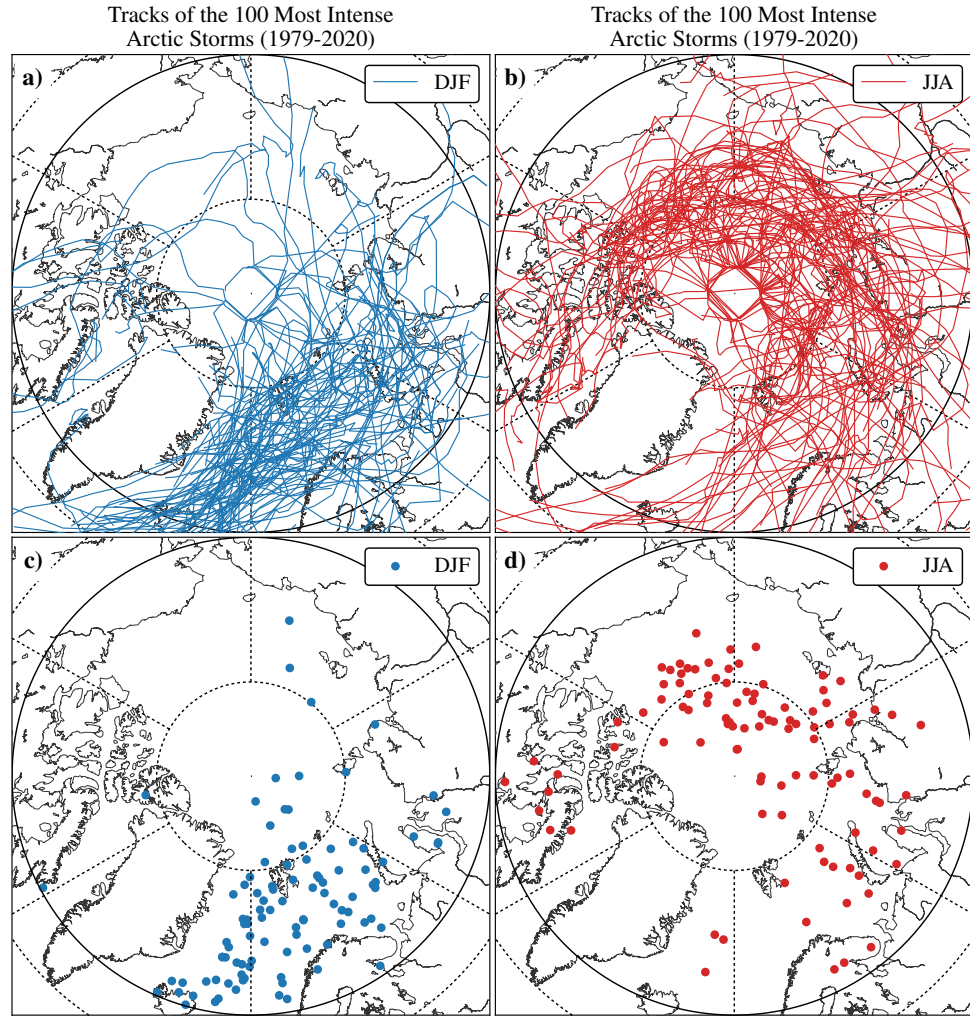 Tracks of the 100 Most Intense
Arctic Storms (1979-2020)
Tracks of the 100 Most Intense
Arctic Storms (1979-2020)
a)
DJF
b)
JJA
c)
DJF
d)
JJA